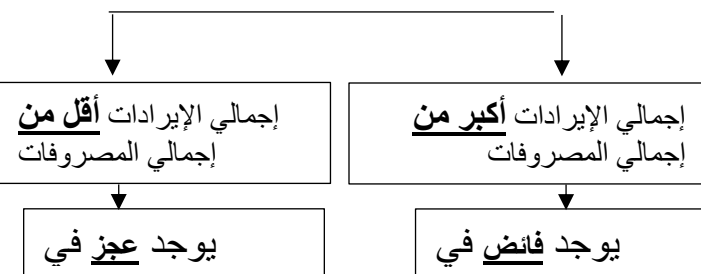 إجمالي الإيرادات أكبر من
إجمالي المصروفات
إجمالي الإيرادات أقل من
إجمالي المصروفات
يوجد فائض في
يوجد عجز في